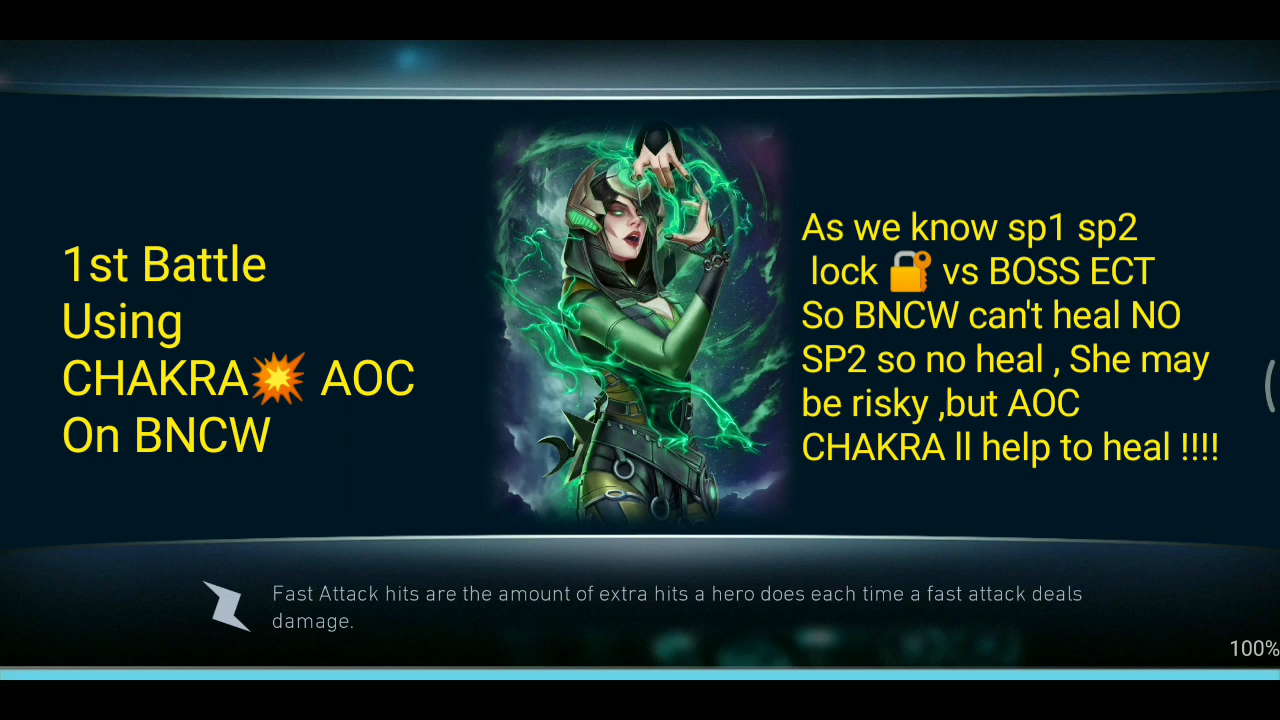 1st Battle
Using
CHAKRA💥 AOC
On BNCW
As we know sp1 sp2
lock 🔐 vs BOSS ECT
So BNCW can't heal NO
SP2 so no heal , She may
be risky ,but AOC
CHAKRA ll help to heal !!!!
Fast Attack hits are the amount of extra hits a hero does each time a fast attack deals
damage.
100%